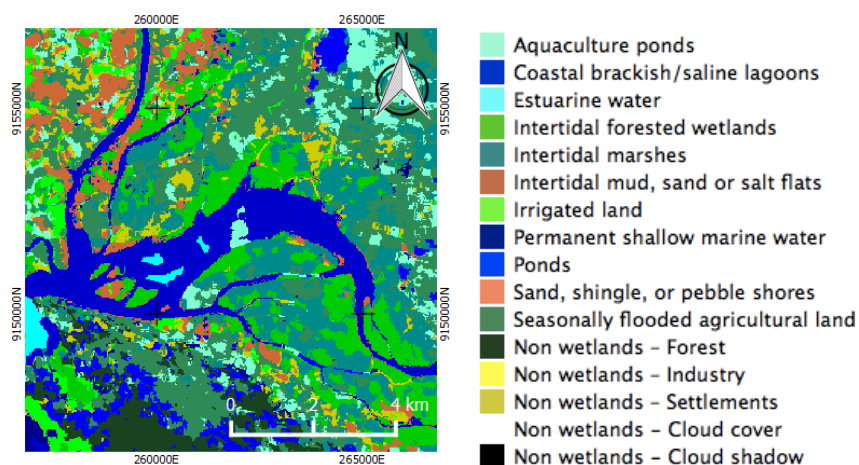 260000E 265000E
N
9155000N 9155000N
9150000N 9150000N
0 2 4 km
260000E 265000E
Aquaculture ponds
Coastal brackish/saline lagoons
Estuarine water
Intertidal forested wetlands
Intertidal marshes
Intertidal mud, sand or salt flats
Irrigated land
Permanent shallow marine water
Ponds
Sand, shingle, or pebble shores
Seasonally flooded agricultural land
Non wetlands – Forest
Non wetlands – Industry
Non wetlands – Settlements
Non wetlands – Cloud cover
Non wetlands – Cloud shadow